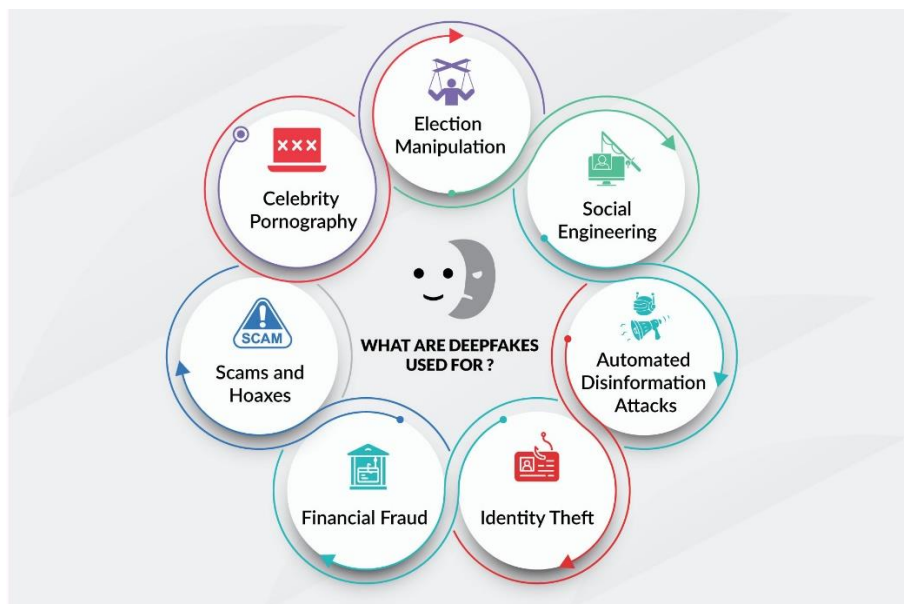 Election
Manipulation
Social
Engineering
Automated
Disinformation
Attacks
Identity Theft
Financial Fraud
SCAM
Scams and
Hoaxes
XXX
Celebrity
Pornography
WHAT ARE DEEPFAKES
USED FOR ?